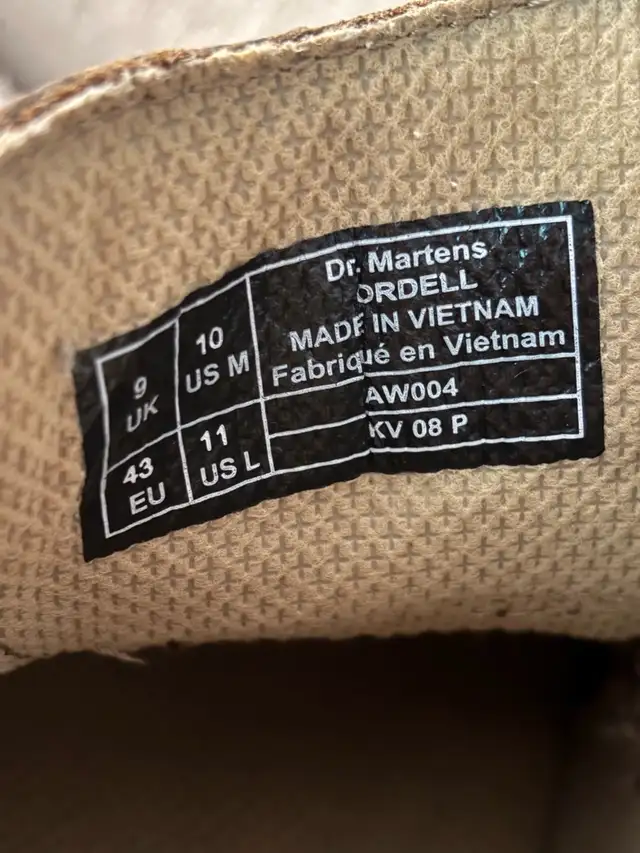 9
UK
10
US M
43
EU
11
US L
Dr. Martens
ORDELL
MADE IN VIETNAM
Fabriqué en Vietnam
AW004
KV 08 P